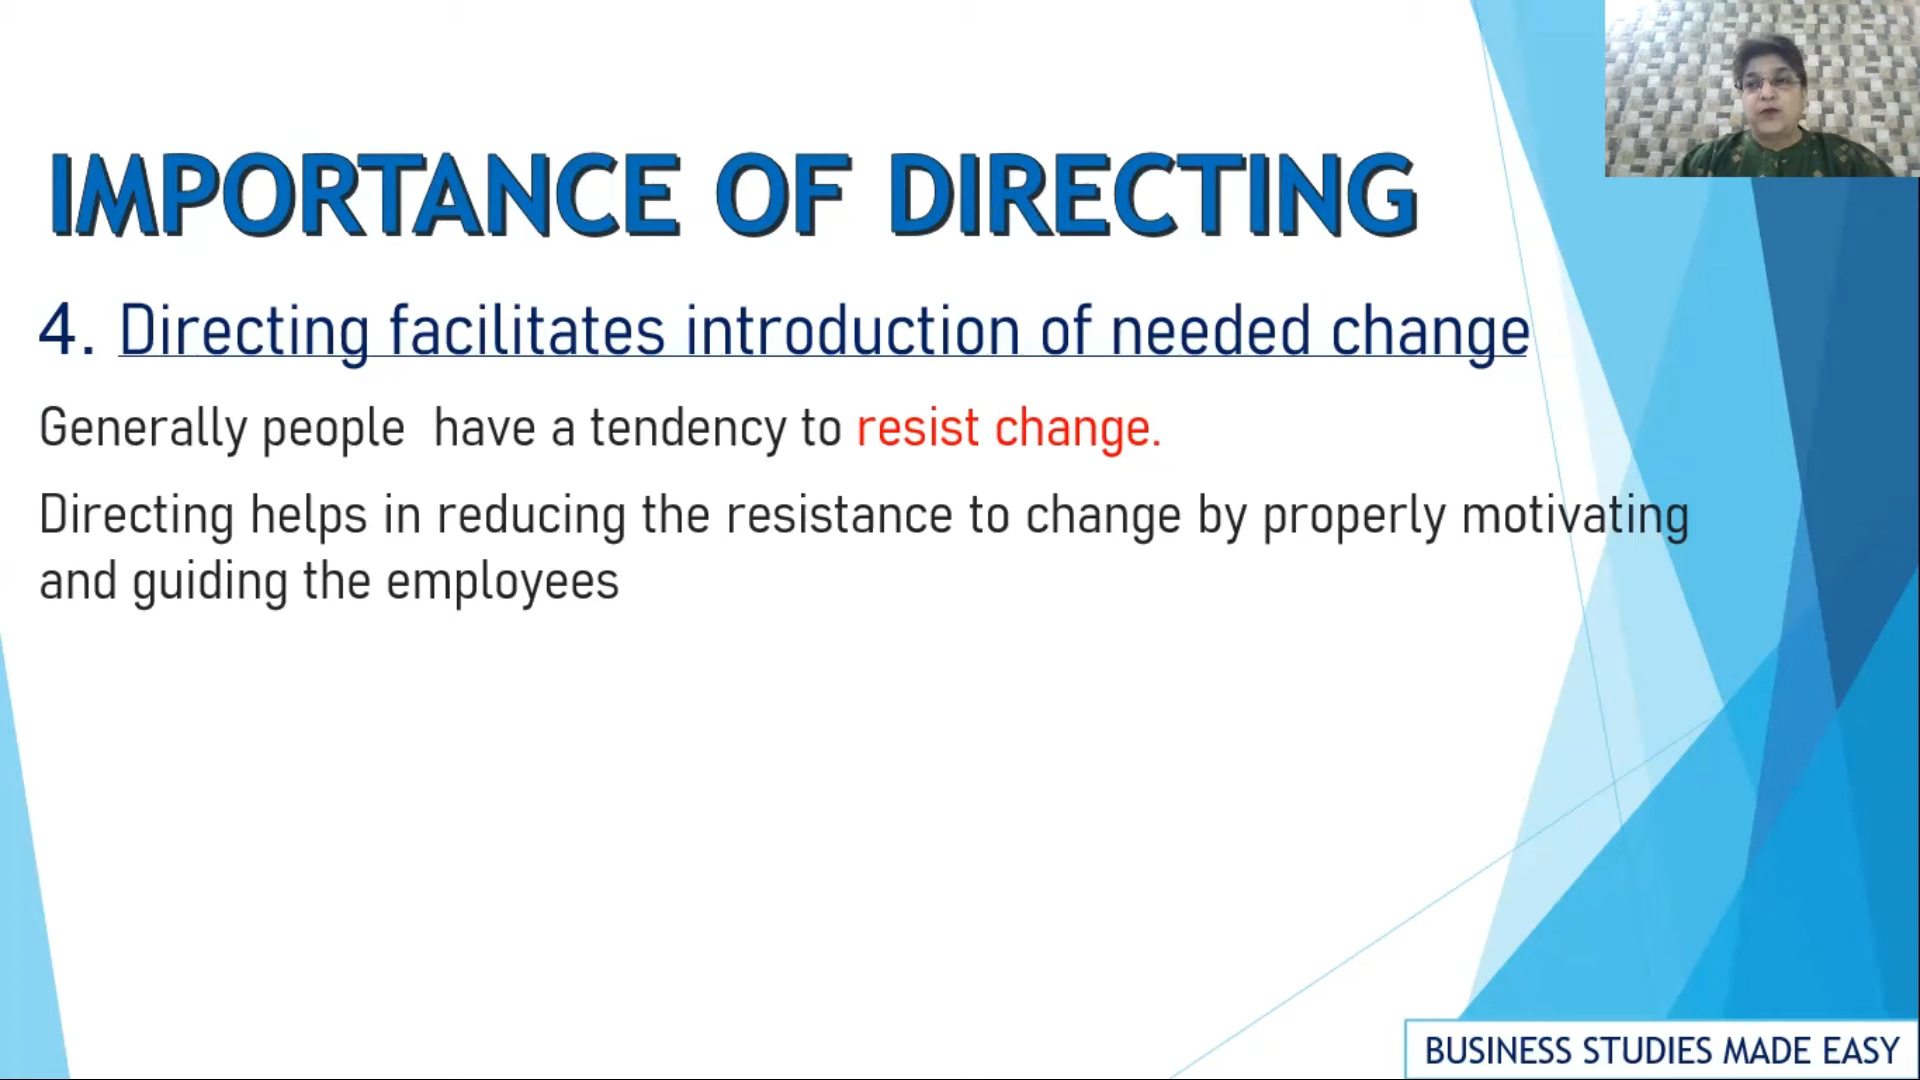 IMPORTANCE OF DIRECTING
4. Directing facilitates introduction of needed change
Generally people have a tendency to resist change.
Directing helps in reducing the resistance to change by properly motivating
and guiding the employees
BUSINESS STUDIES MADE EASY